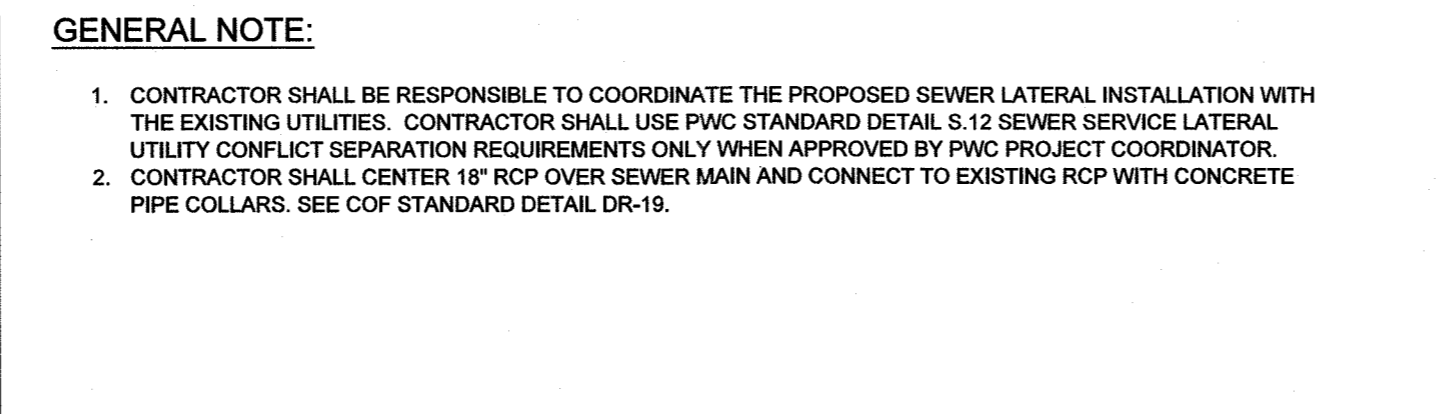 GENERAL NOTE:
1. CONTRACTOR SHALL BE RESPONSIBLE TO COORDINATE THE PROPOSED SEWER LATERAL INSTALLATION WITH
THE EXISTING UTILITIES. CONTRACTOR SHALL USE PWC STANDARD DETAIL S.12 SEWER SERVICE LATERAL
UTILITY CONFLICT SEPARATION REQUIREMENTS ONLY WHEN APPROVED BY PWC PROJECT COORDINATOR.
2. CONTRACTOR SHALL CENTER 18" RCP OVER SEWER MAIN AND CONNECT TO EXISTING RCP WITH CONCRETE
PIPE COLLARS. SEE COF STANDARD DETAIL DR-19.